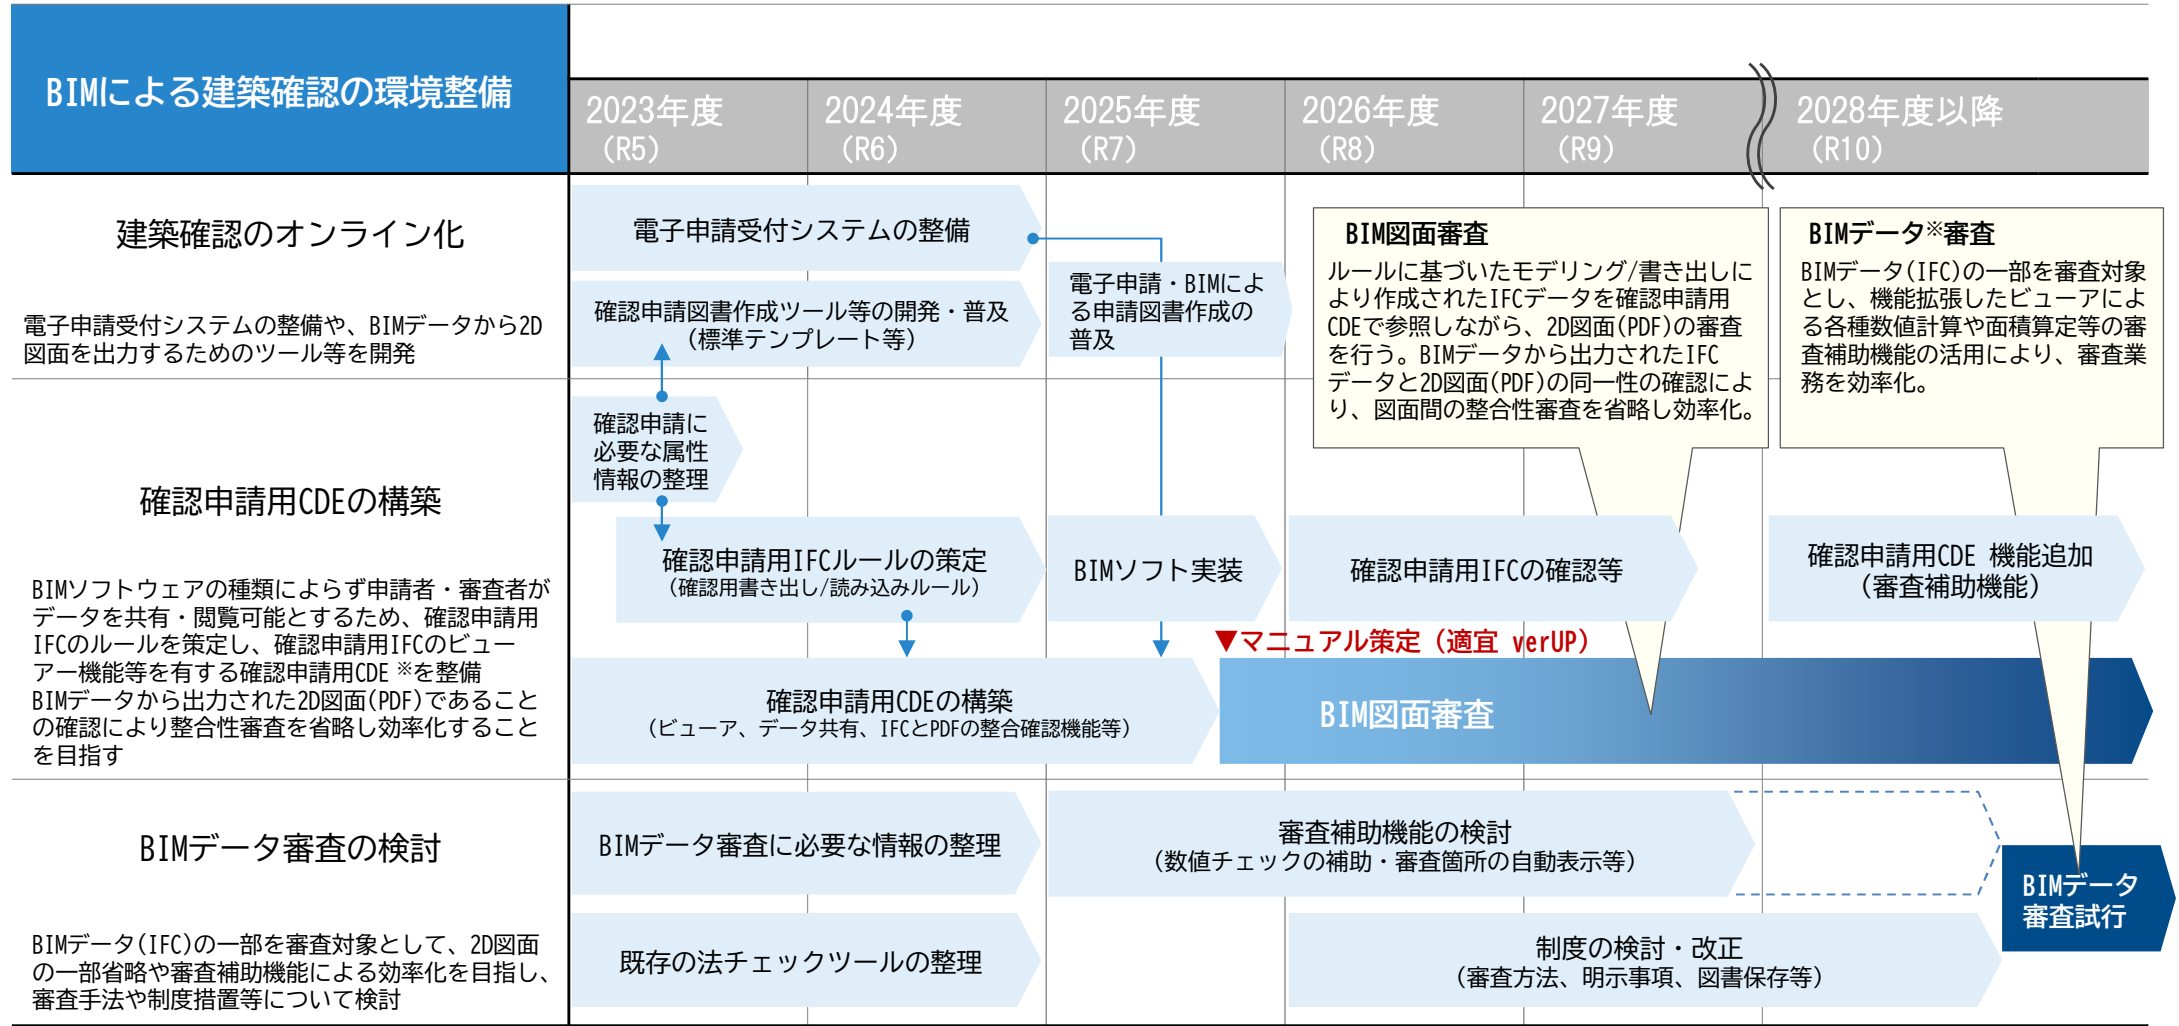 BIMによる建築確認の環境整備
2023年度
（R5）
2024年度
（R6）
2025年度
（R7）
2026年度
（R8）
2027年度
（R9）
2028年度以降
（R10）
建築確認のオンライン化
電子申請受付システムの整備や、BIMデータから2D
図面を出力するためのツール等を開発
電子申請受付システムの整備
確認申請図書作成ツール等の開発・普及
（標準テンプレート等）
電子申請・BIMによ
る申請図書作成の
普及
BIM図面審査
ルールに基づいたモデリング/書き出しに
より作成されたIFCデータを確認申請用
CDEで参照しながら、2D図面(PDF)の審査
を行う。BIMデータから出力されたIFC
データと2D図面(PDF)の同一性の確認によ
り、図面間の整合性審査を省略し効率化。
BIMデータ※審査
BIMデータ(IFC)の一部を審査対象
とし、機能拡張したビューアによ
る各種数値計算や面積算定等の審
査補助機能の活用により、審査業
務を効率化。
確認申請用CDEの構築
BIMソフトウェアの種類によらず申請者・審査者が
データを共有・閲覧可能とするため、確認申請用
IFCのルールを策定し、確認申請用IFCのビュー
アー機能等を有する確認申請用CDE ※を整備
BIMデータから出力された2D図面(PDF)であること
の確認により整合性審査を省略し効率化すること
を目指す
確認申請に
必要な属性
情報の整理
確認申請用IFCルールの策定
（確認用書き出し/読み込みルール）
BIMソフト実装
確認申請用IFCの確認等
確認申請用CDE 機能追加
（審査補助機能）
▼マニュアル策定（適宜 verUP）
確認申請用CDEの構築
（ビューア、データ共有、IFCとPDFの整合確認機能等）
BIM図面審査
BIMデータ審査の検討
BIMデータ(IFC)の一部を審査対象として、2D図面
の一部省略や審査補助機能による効率化を目指し、
審査手法や制度措置等について検討
BIMデータ審査に必要な情報の整理
審査補助機能の検討
（数値チェックの補助・審査箇所の自動表示等）
既存の法チェックツールの整理
制度の検討・改正
（審査方法、明示事項、図書保存等）
BIMデータ
審査試行